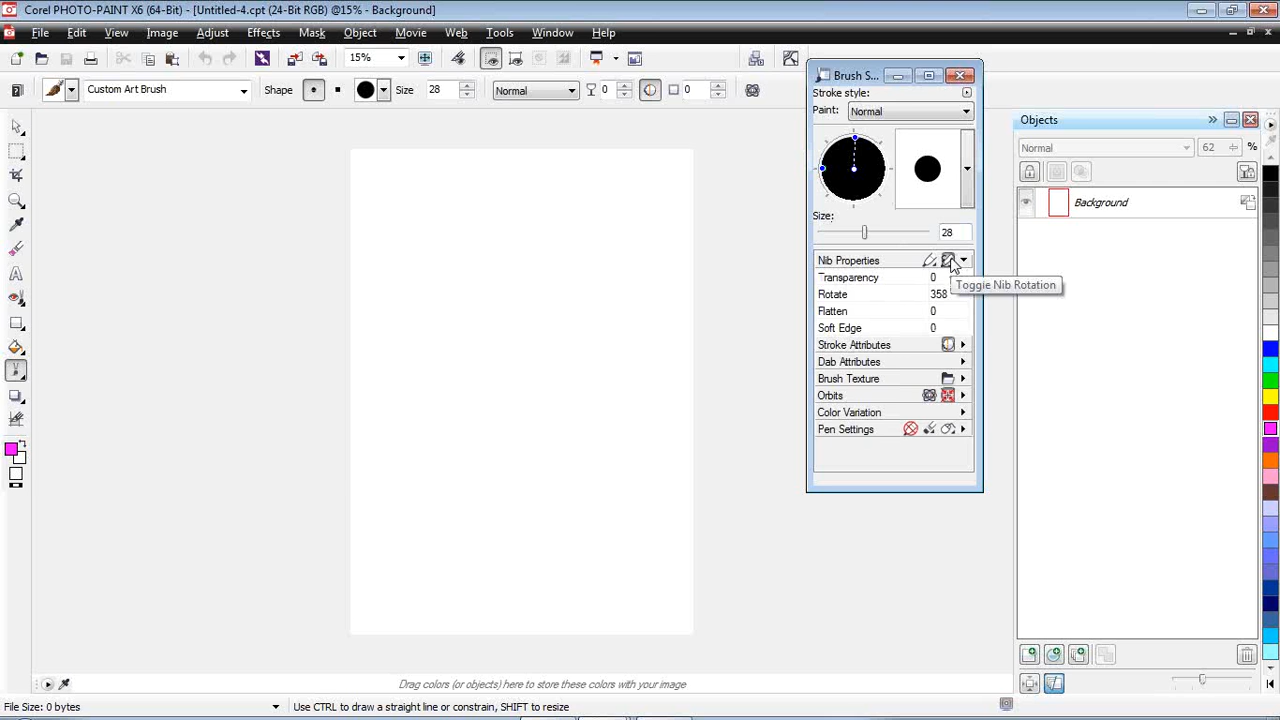 Corel PHOTO-PAINT X6 (64-Bit) - [Untitled-4.cpt (24-Bit RGB) @15% - Background]
File Edit View Image Adjust Effects Mask Object Movie Web Tools Window Help
15%
Custom Art Brush Shape Size 28 Normal 0 0
Brush S...
Stroke style:
Paint: Normal
Size:
28
Nib Properties
Transparency 0
Toggle Nib Rotation
Rotate 358
Flatten 0
Soft Edge 0
Stroke Attributes
Dab Attributes
Brush Texture
Orbits
Color Variation
Pen Settings
Objects
Normal 62 %
Background
Drag colors (or objects) here to store these colors with your image
File Size: 0 bytes Use CTRL to draw a straight line or constrain, SHIFT to resize